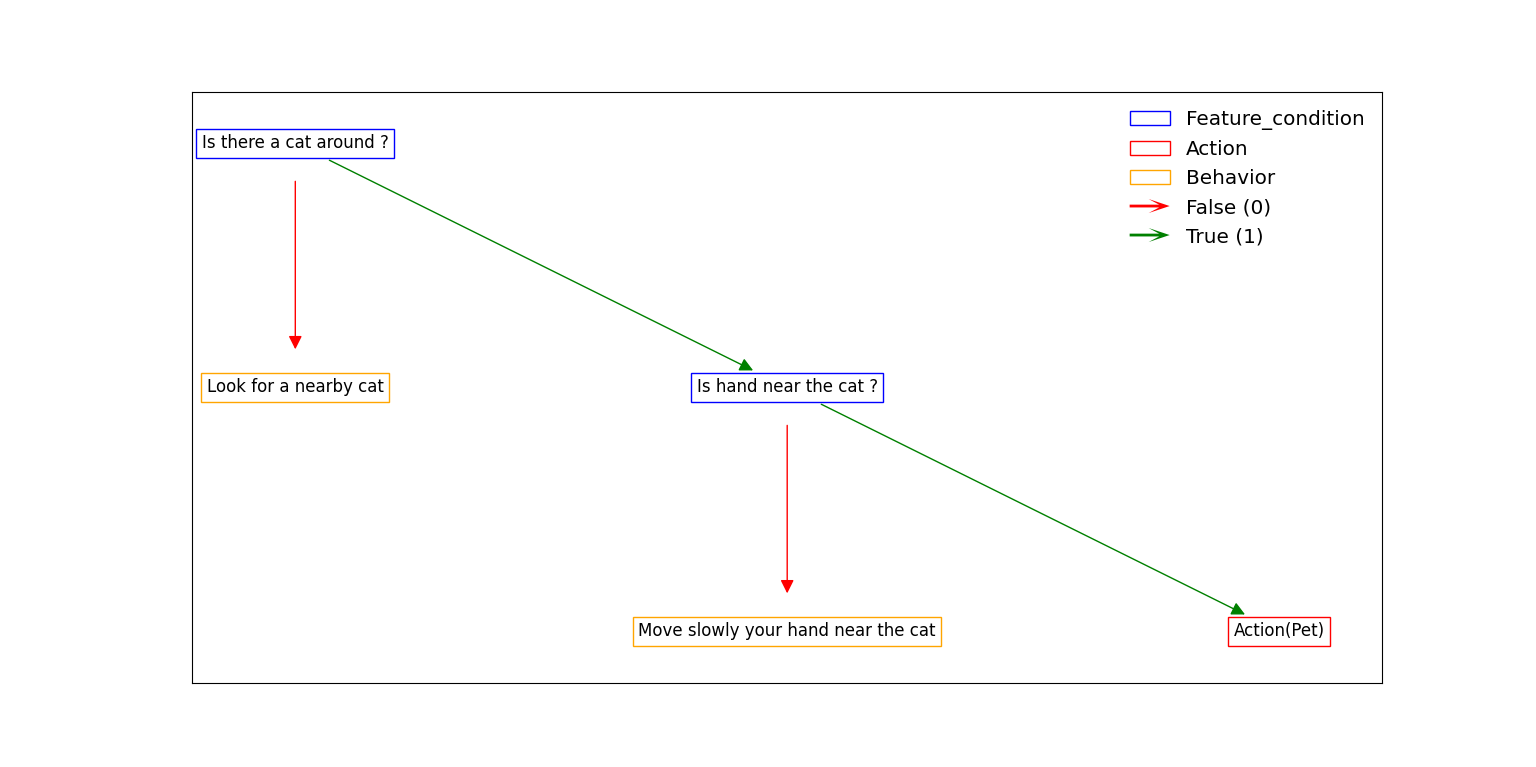 Is there a cat around ?
Feature_condition
Action
Behavior
False (0)
True (1)
Look for a nearby cat
Is hand near the cat ?
Move slowly your hand near the cat
Action(Pet)